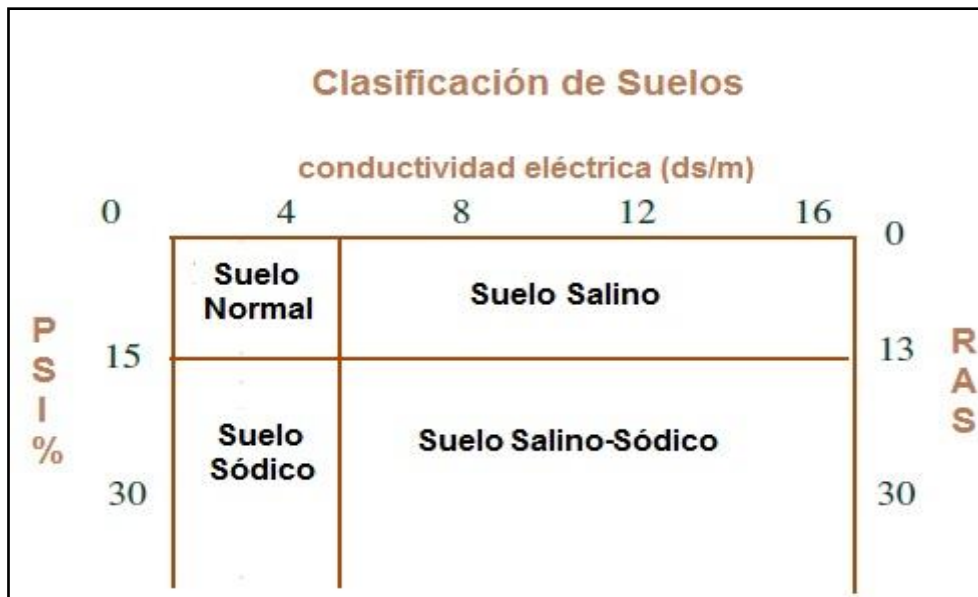 Clasificación de Suelos
conductividad eléctrica (ds/m)
0 4 8 12 16
0
Suelo
Normal
Suelo Salino
P
S
I
%
15
13
R
A
S
Suelo
Sódico
Suelo Salino-Sódico
30
30